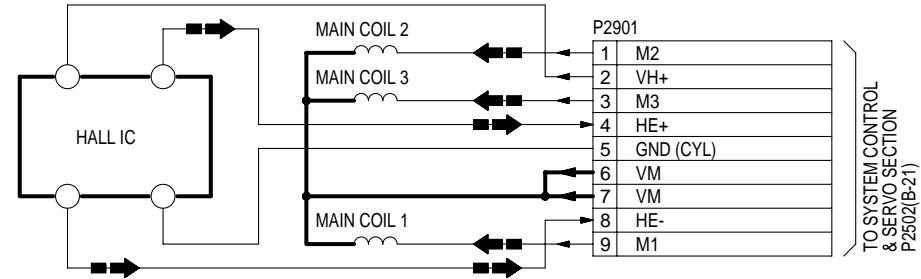 P2901
MAIN COIL 2
1 M2
2 VH+
MAIN COIL 3
3 M3
4 HE+
HALL IC
5 GND (CYL)
6 VM
7 VM
MAIN COIL 1
8 HE-
9 M1
TO SYSTEM CONTROL
& SERVO SECTION
P2502(B-21)